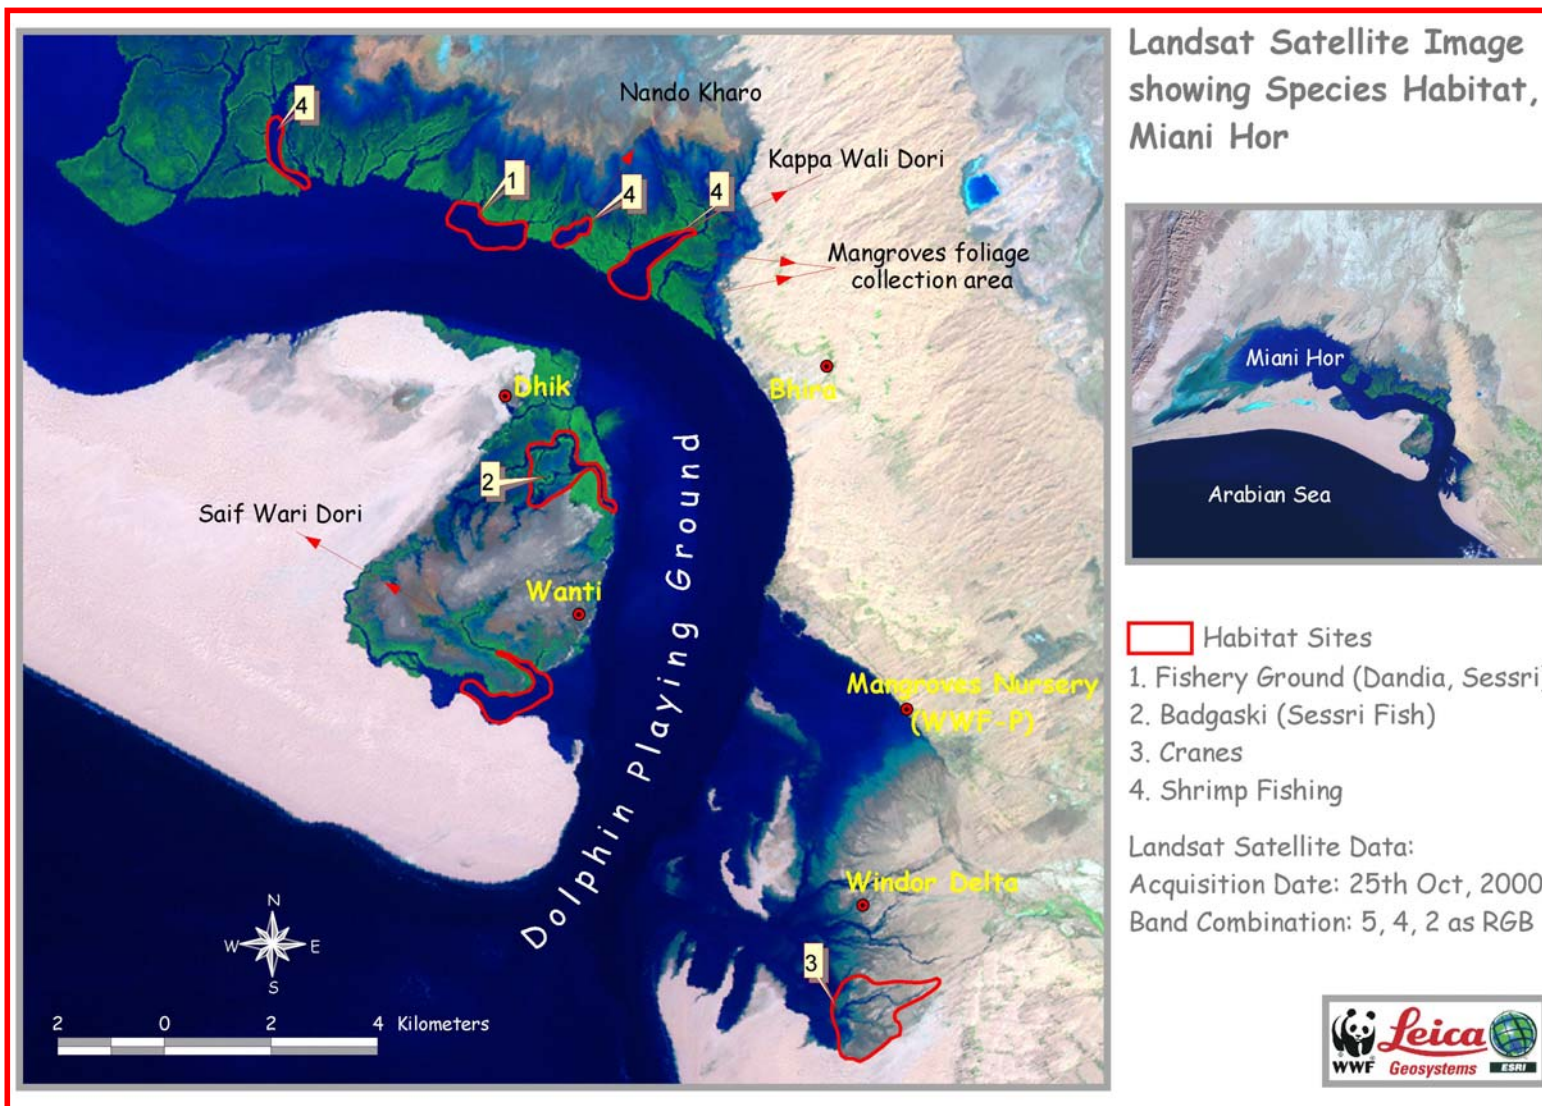 Landsat Satellite Image
showing Species Habitat,
Miani Hor
4
Nando Kharo
1
4
4
Kappa Wali Dori
Mangroves foliage
collection area
Dhik
Bhira
2
Saif Wari Dori
Wanti
Dolphin Playing Ground
Mangroves Nursery
(WWF-P)
Windor Delta
3
N
W
E
S
2 0 2 4 Kilometers
Miani Hor
Arabian Sea
Habitat Sites
1. Fishery Ground (Dandia, Sessri)
2. Badgaski (Sessri Fish)
3. Cranes
4. Shrimp Fishing
Landsat Satellite Data:
Acquisition Date: 25th Oct, 2000
Band Combination: 5, 4, 2 as RGB
WWF
Leica
Geosystems
ESRI